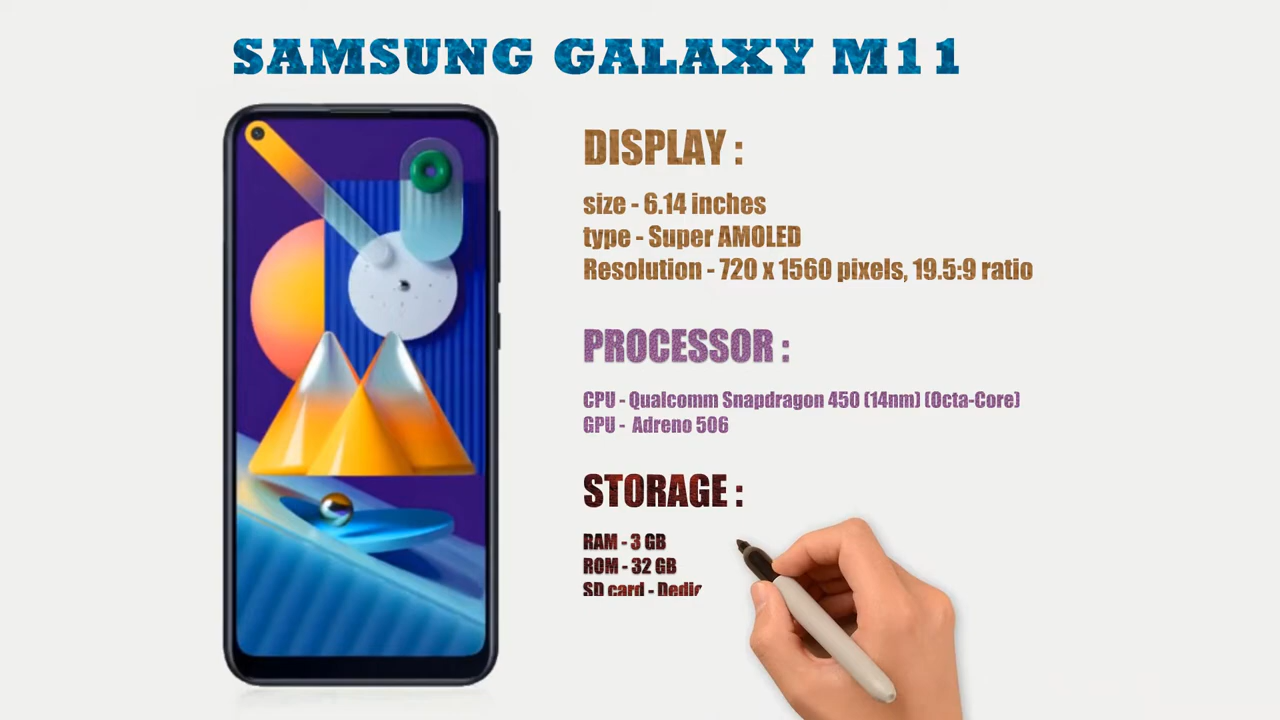 SAMSUNG GALAXY M11
DISPLAY :
size - 6.14 inches
type - Super AMOLED
Resolution - 720 x 1560 pixels, 19.5:9 ratio
PROCESSOR :
CPU - Qualcomm Snapdragon 450 (14nm) (Octa-Core)
GPU - Adreno 506
STORAGE :
RAM - 3 GB
ROM - 32 GB
SD card -